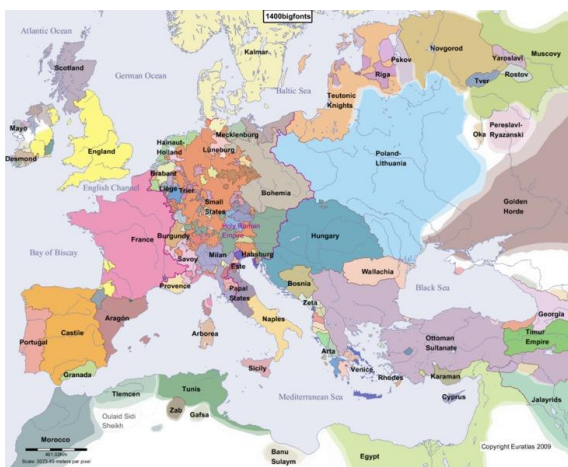 1400bigfonts
Atlantic Ocean
Scotland
German Ocean
Kalmar
Baltic Sea
Novgorod
Pskov
Yaroslavl
Muscovy
Rostov
Riga
Tver
Teutonic
Knights
Mayo
Desmond
England
Mecklenburg
Hainaut-
Holland
Lüneburg
Oka
Pereslavl-
Ryazanski
Poland-
Lithuania
English Channel
Brabant
Liège
Trier
Bohemia
Small
States
Golden
Horde
Holy Roman
Empire
France
Burgundy
Hungary
Bay of Biscay
Savoy
Milan
Habsburg
Este
Wallachia
Provence
Bosnia
Papal
States
Black Sea
Zeta
Georgia
Aragón
Castile
Portugal
Naples
Arborea
Ottoman
Sultanate
Timur
Empire
Arta
Granada
Sicily
Venice
Rhodes
Karaman
Tlemcen
Tunis
Mediterranean Sea
Cyprus
Jalayrids
Oulaid Sidi
Sheikh
Zab
Gafsa
Morocco
Banu
Sulaym
Egypt
Copyright Euratlas 2009